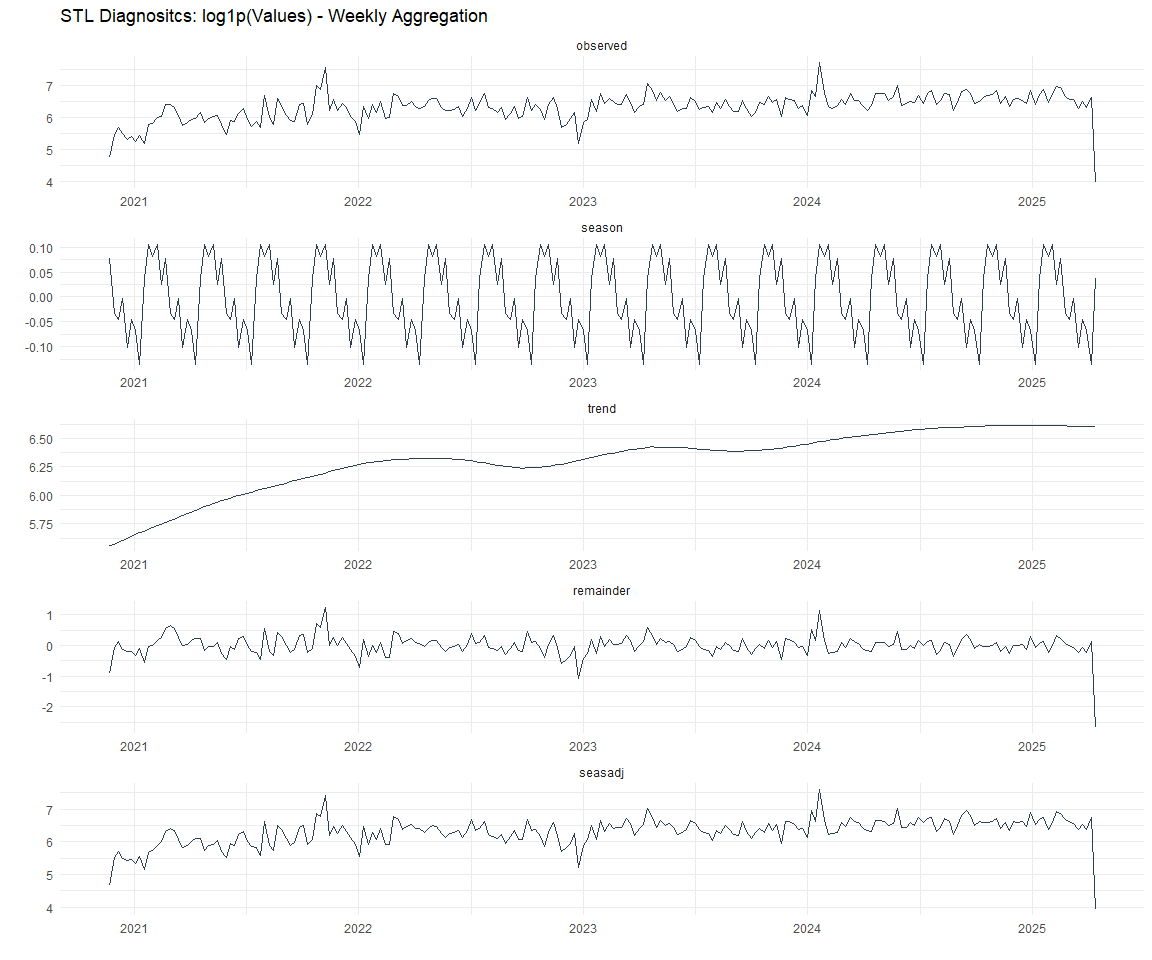 STL Diagnositcs: log1p(Values) - Weekly Aggregation
observed
7
6
5
4
2021 2022 2023 2024 2025
season
0.10
0.05
0.00
-0.05
-0.10
2021 2022 2023 2024 2025
trend
6.50
6.25
6.00
5.75
2021 2022 2023 2024 2025
remainder
1
0
-1
-2
2021 2022 2023 2024 2025
seasadj
7
6
5
4
2021 2022 2023 2024 2025